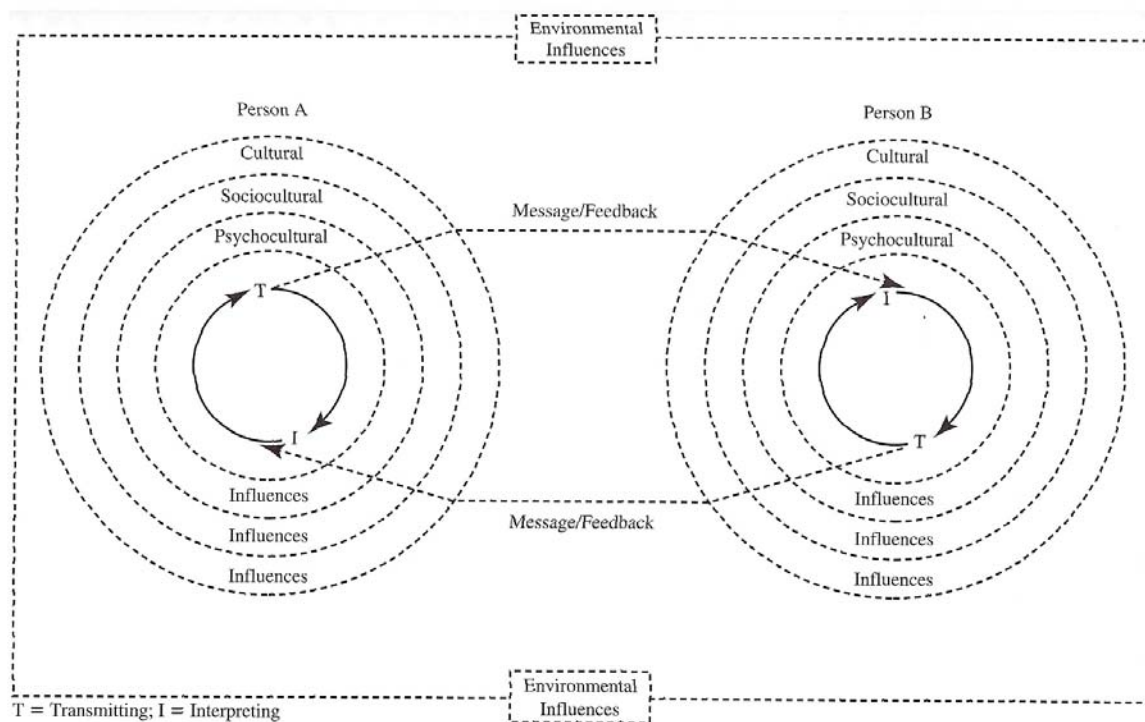 Environmental
Influences
Person A
Person B
Cultural
Cultural
Sociocultural
Sociocultural
Message/Feedback
Psychocultural
Psychocultural
T
I
I
T
Influences
Influences
Message/Feedback
Influences
Influences
Influences
Influences
Environmental
Influences
T = Transmitting; I = Interpreting